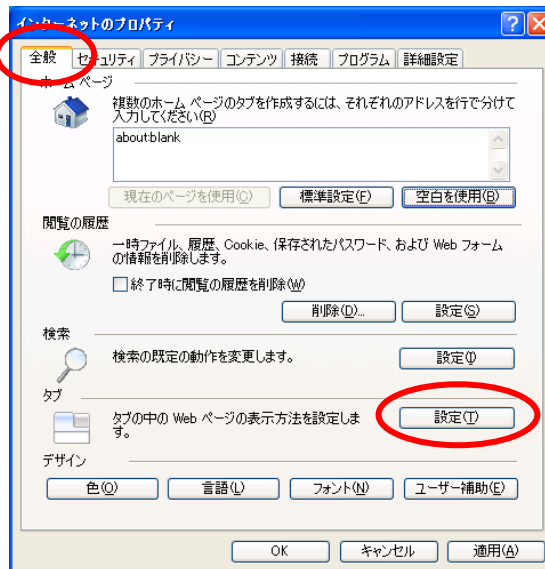 インターネットのプロパティ
全般 セキュリティ プライバシー コンテンツ 接続 プログラム 詳細設定
ホーム ページ
複数のホーム ページのタブを作成するには、それぞれのアドレスを行で分けて
入力してください(R)
about:blank
現在のページを使用(C) 標準設定(F) 空白を使用(B)
閲覧の履歴
一時ファイル、履歴、Cookie、保存されたパスワード、および Web フォーム
の情報を削除します。
終了時に閲覧の履歴を削除(W)
削除(D)... 設定(S)
検索
検索の既定の動作を変更します。 設定(I)
タブ
タブの中の Web ページの表示方法を設定しま
す。 設定(T)
デザイン
色(O) 言語(L) フォント(N) ユーザー補助(E)
OK キャンセル 適用(A)